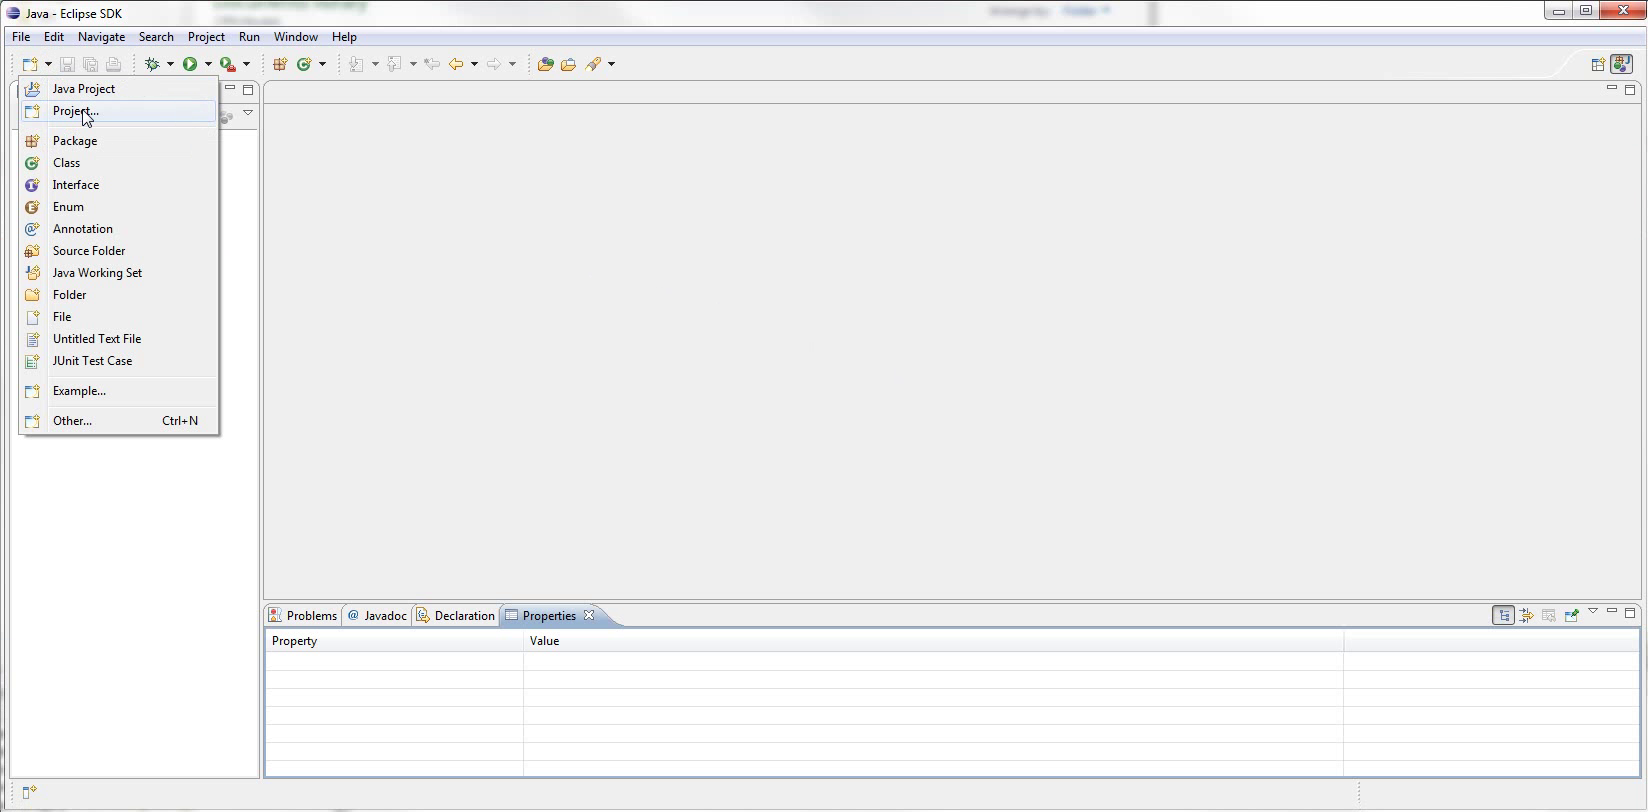 Java - Eclipse SDK
File Edit Navigate Search Project Run Window Help
Java Project
Project...
Package
Class
Interface
Enum
Annotation
Source Folder
Java Working Set
Folder
File
Untitled Text File
JUnit Test Case
Example...
Other... Ctrl+N
Problems @ Javadoc Declaration Properties
Property Value